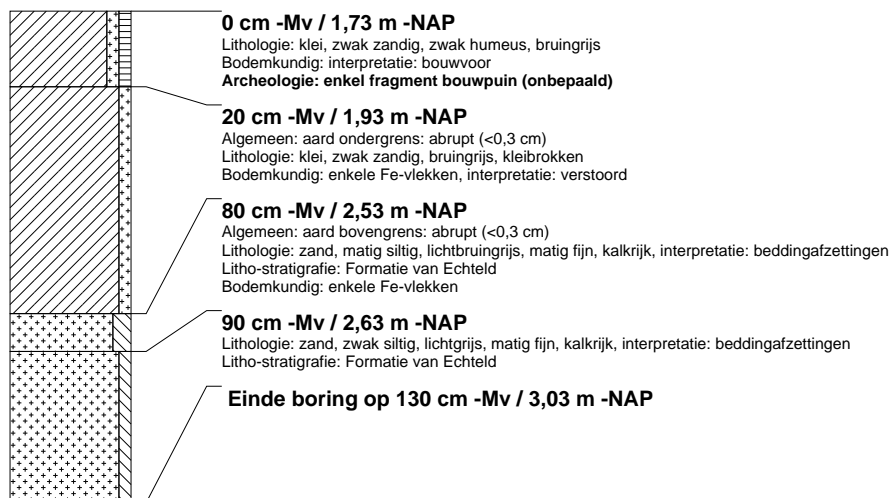 0 cm -Mv / 1,73 m -NAP
Lithologie: klei, zwak zandig, zwak humeus, bruingrijs
Bodemkundig: interpretatie: bouwvoor
Archeologie: enkel fragment bouwpuin (onbepaald)
20 cm -Mv / 1,93 m -NAP
Algemeen: aard ondergrens: abrupt (<0,3 cm)
Lithologie: klei, zwak zandig, bruingrijs, kleibrokken
Bodemkundig: enkele Fe-vlekken, interpretatie: verstoord
80 cm -Mv / 2,53 m -NAP
Algemeen: aard bovengrens: abrupt (<0,3 cm)
Lithologie: zand, matig siltig, lichtbruingrijs, matig fijn, kalkrijk, interpretatie: beddingafzettingen
Litho-stratigrafie: Formatie van Echteld
Bodemkundig: enkele Fe-vlekken
90 cm -Mv / 2,63 m -NAP
Lithologie: zand, zwak siltig, lichtgrijs, matig fijn, kalkrijk, interpretatie: beddingafzettingen
Litho-stratigrafie: Formatie van Echteld
Einde boring op 130 cm -Mv / 3,03 m -NAP